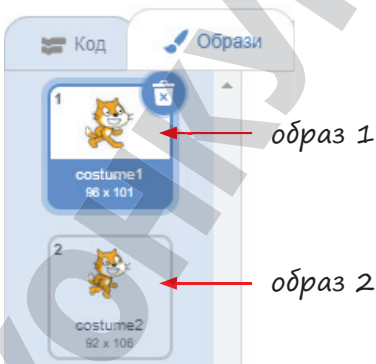 Код
Образи
1
costume1
96 x 101
образ 1
2
costume2
92 x 106
образ 2